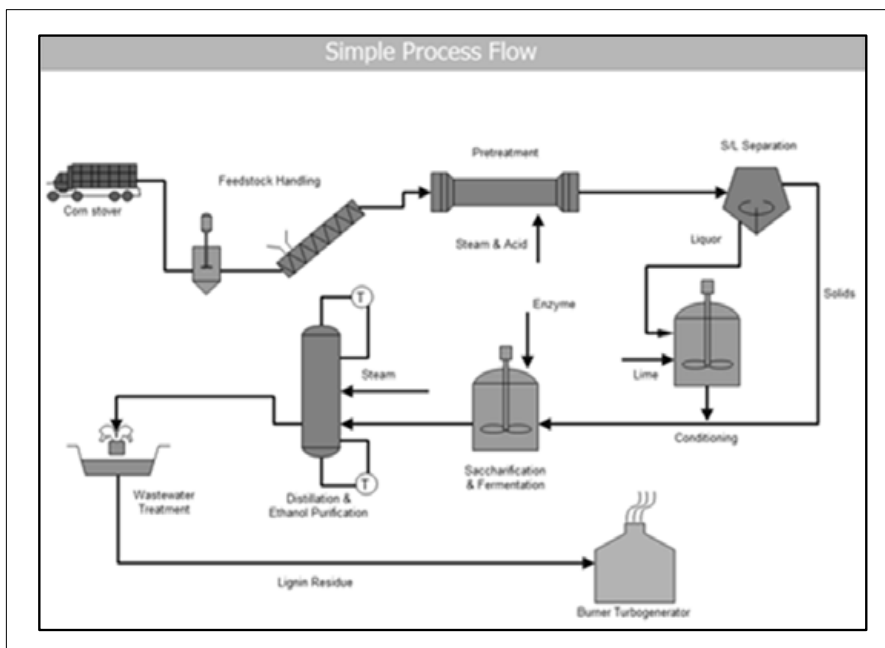 Simple Process Flow
Corn stover
Feedstock Handling
Pretreatment
Steam & Acid
S/L Separation
Liquor
Solids
Lime
Conditioning
Enzyme
Saccharification
& Fermentation
T
Steam
T
Distillation &
Ethanol Purification
Wastewater
Treatment
Lignin Residue
Burner Turbogenerator